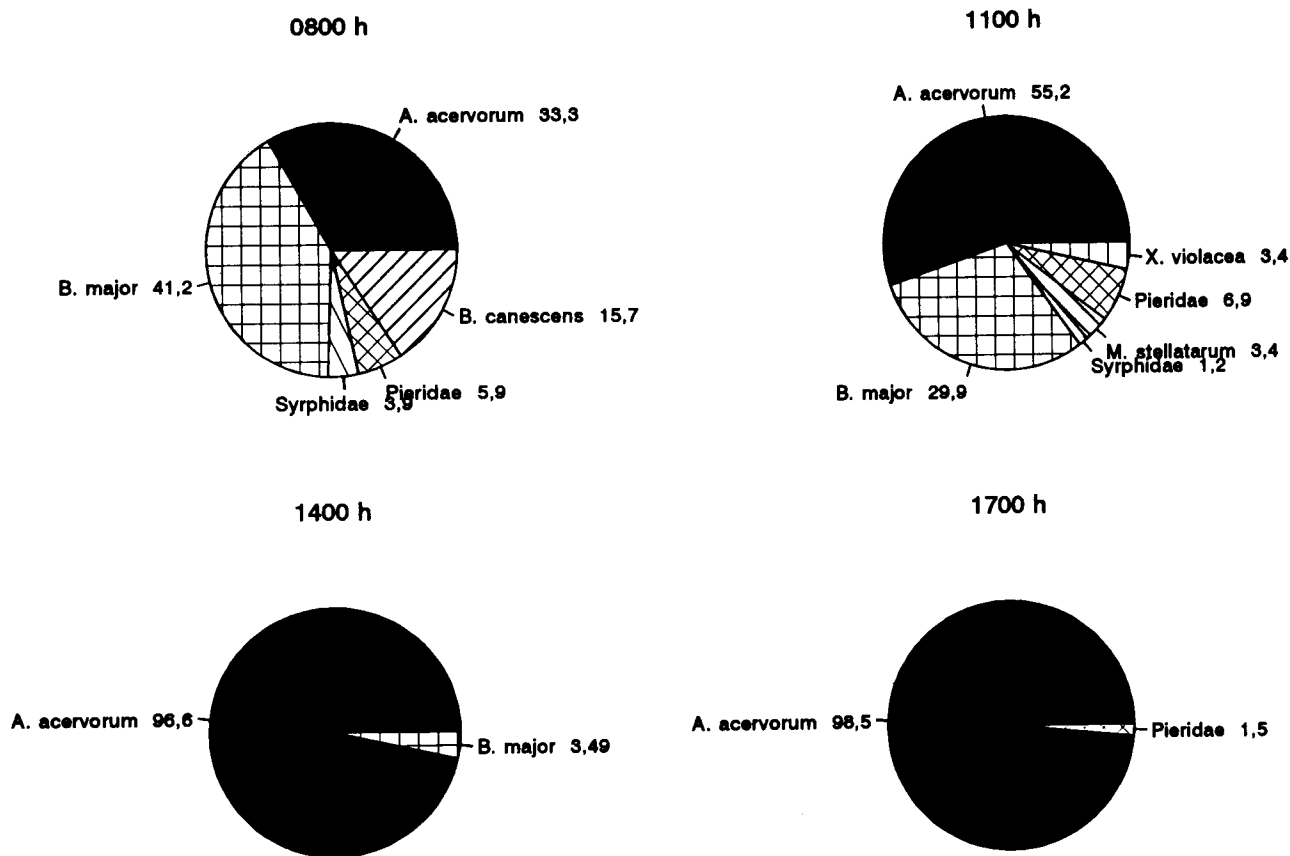 0800 h
A. acervorum 33,3
B. major 41,2
B. canescens 15,7
Pieridae 5,9
Syrphidae 3,9
1100 h
A. acervorum 55,2
X. violacea 3,4
Pieridae 6,9
M. stellatarum 3,4
Syrphidae 1,2
B. major 29,9
1400 h
A. acervorum 96,6
B. major 3,49
1700 h
A. acervorum 98,5
Pieridae 1,5